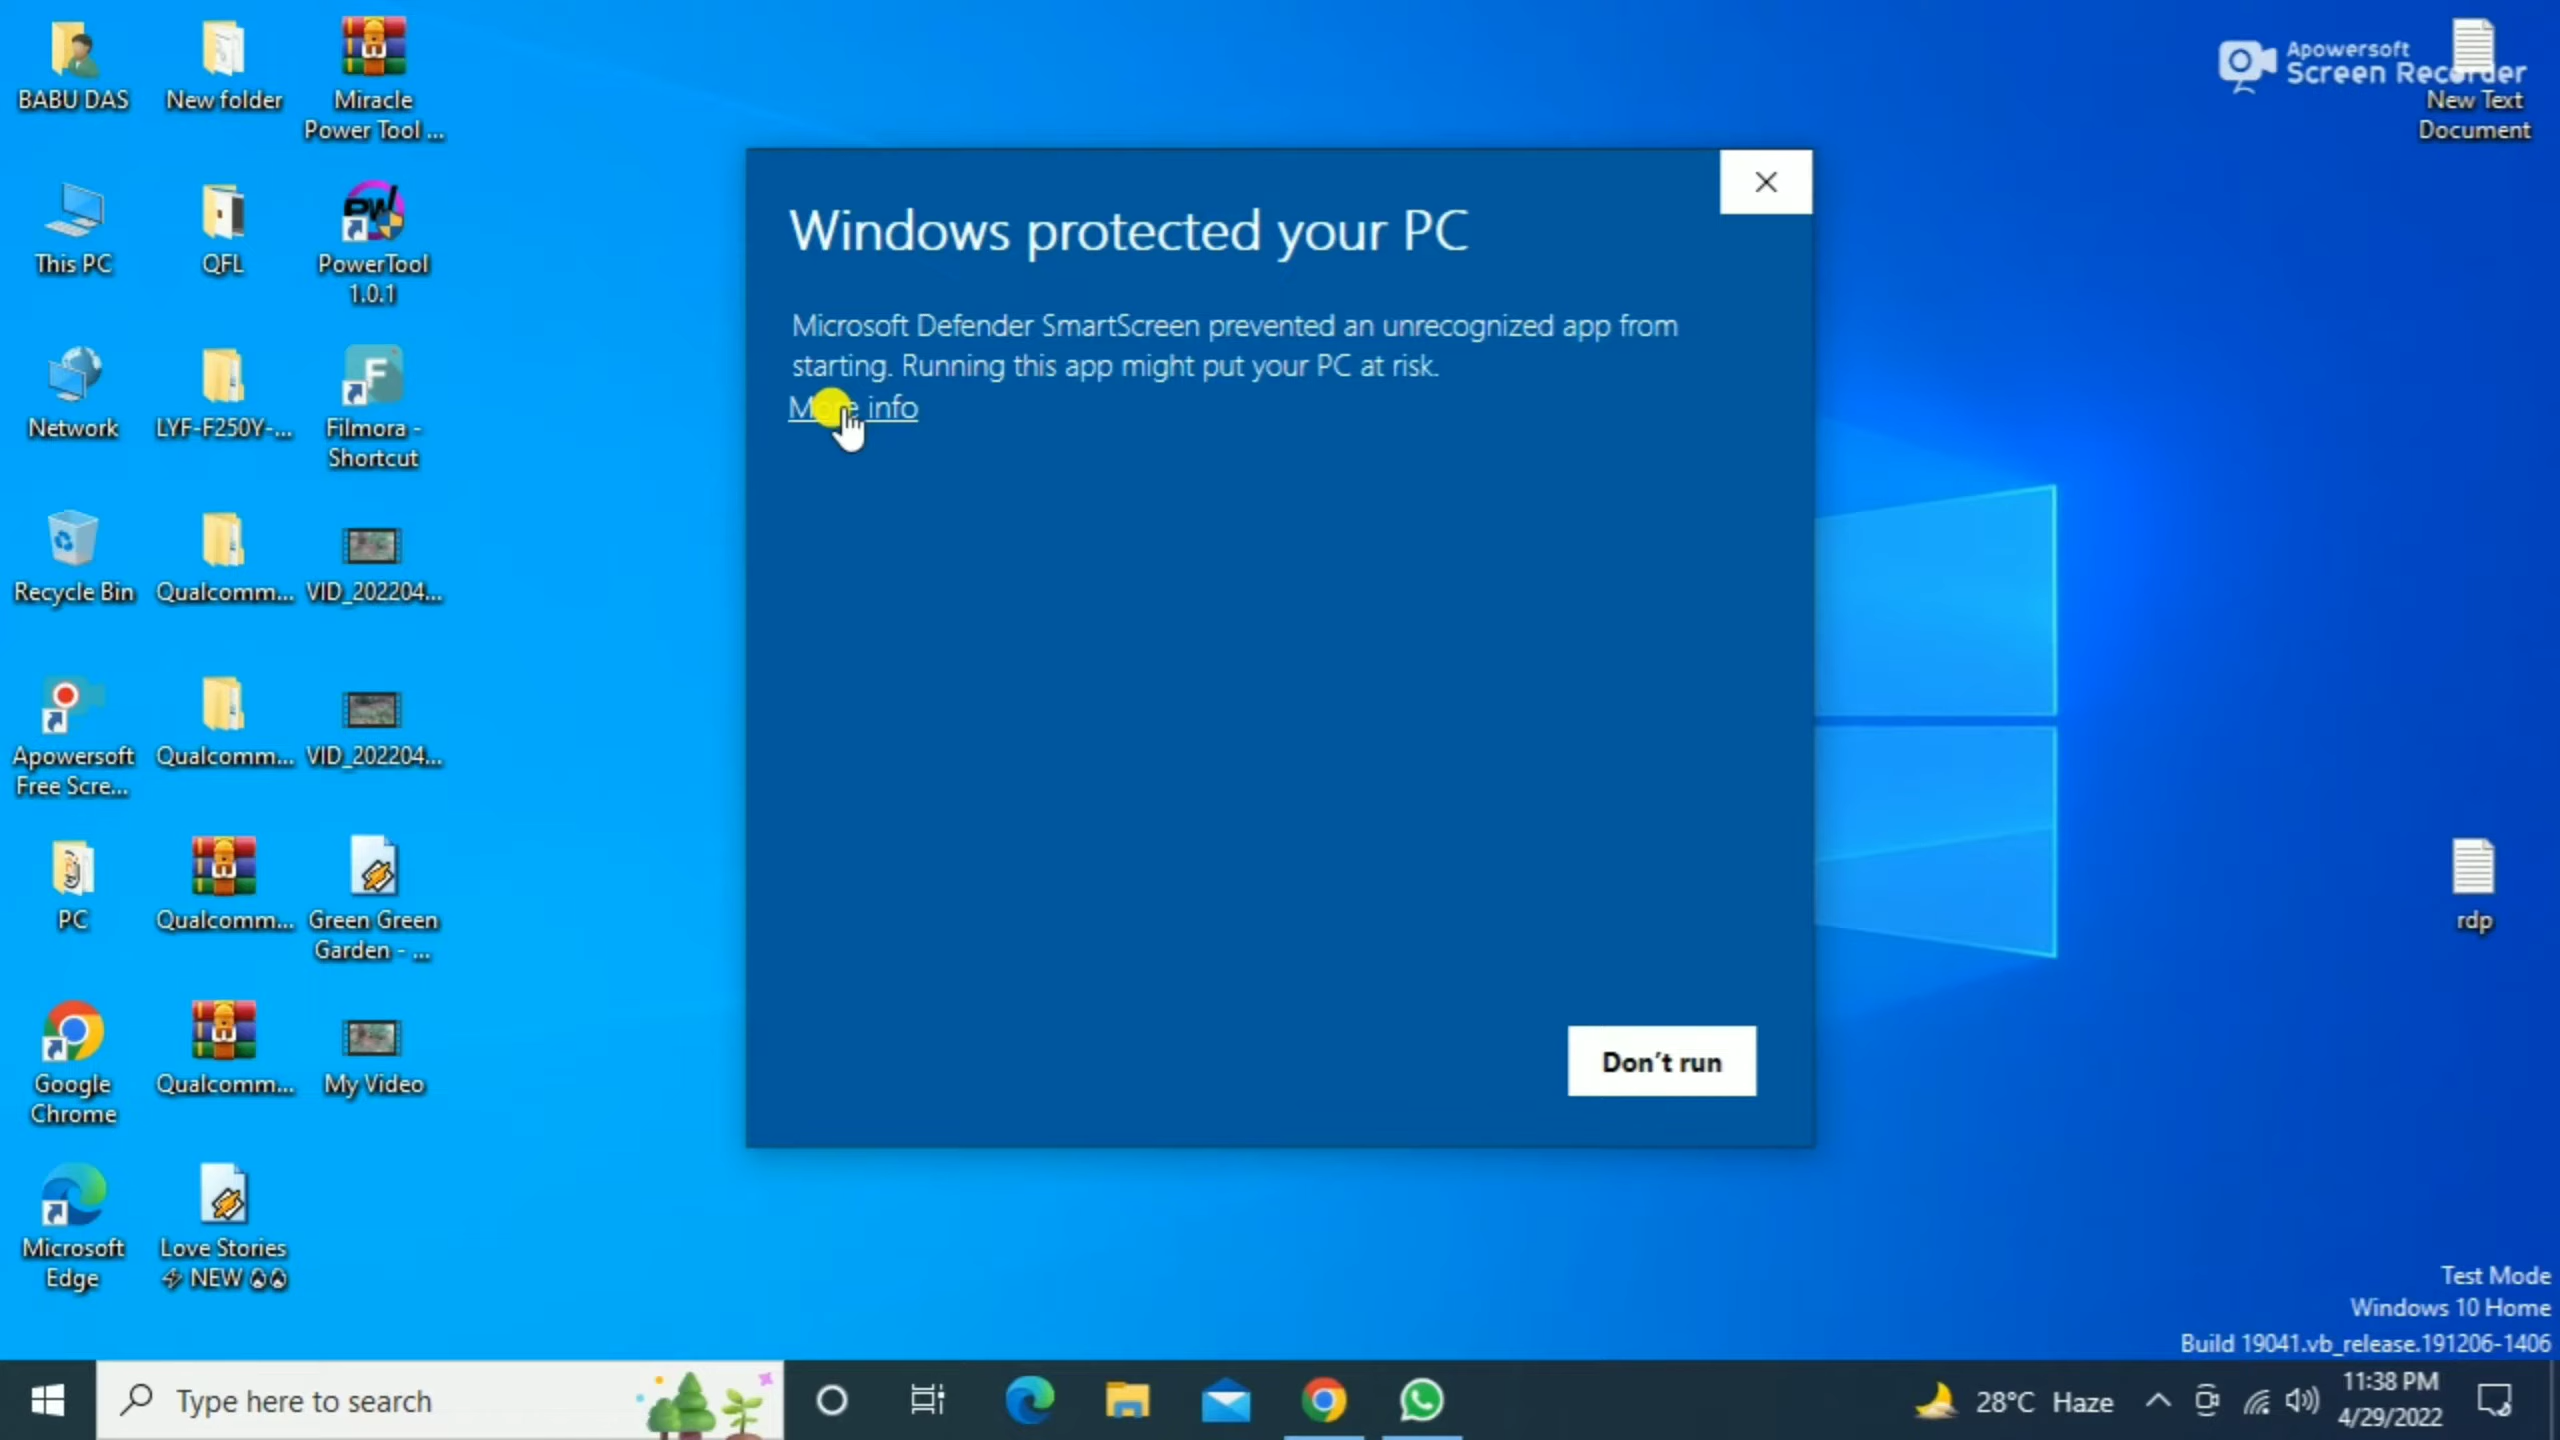 BABU DAS
New folder
Miracle
Power Tool ...
This PC
QFL
PowerTool
1.0.1
Network
LYF-F250Y-...
Filmora -
Shortcut
Recycle Bin
Qualcomm...
VID_202204...
Apowersoft
Free Scre...
Qualcomm...
VID_202204...
PC
Qualcomm...
Green Green
Garden - ...
Google
Chrome
Qualcomm...
My Video
Microsoft
Edge
Love Stories
⚡ NEW 🔥🔥
Windows protected your PC
Microsoft Defender SmartScreen prevented an unrecognized app from
starting. Running this app might put your PC at risk.
More info
Don't run
Apowersoft
Screen Recorder
New Text
Document
rdp
Test Mode
Windows 10 Home
Build 19041.vb_release.191206-1406
Type here to search
28°C Haze
11:38 PM
4/29/2022